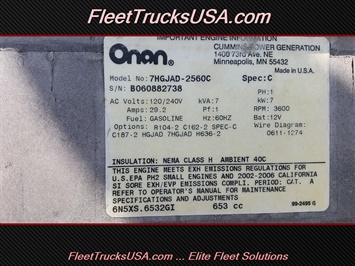 FleetTrucksUSA.com
IMPORTANT ENGINE INFORMATION
Onan
CUMMINS POWER GENERATION
1400 73rd Ave. NE
Minneapolis, MN 55432
Made in U.S.A.
Model No: 7HGJAD-2560C Spec: C
S/N: B060882738 PH: 1
AC Volts: 120/240V kVA: 7 kW: 7
Amps: 29.2 Pf: 1 RPM: 3600
Fuel: GASOLINE HZ: 60HZ Bat: 12V
Options: R104-2 C162-2 SPEC-C Wire Diagram:
C187-2 HGJAD 7HGJAD H636-2 0611-1274
INSULATION: NEMA CLASS H AMBIENT 40C
THIS ENGINE MEETS EXH EMISSIONS REGULATIONS FOR
U.S.EPA PH2 SMALL ENGINES AND 2002-2006 CALIFORNIA
SI SORE EXH/EVP EMISSIONS COMPLI. PERIOD: CAT. A
REFER TO OPERATOR'S MANUAL FOR MAINTENANCE
SPECIFICATIONS AND ADJUSTMENTS
6N5XS.6532GI 653 cc 99-2495 G
FleetTrucksUSA.com ... Elite Fleet Solutions